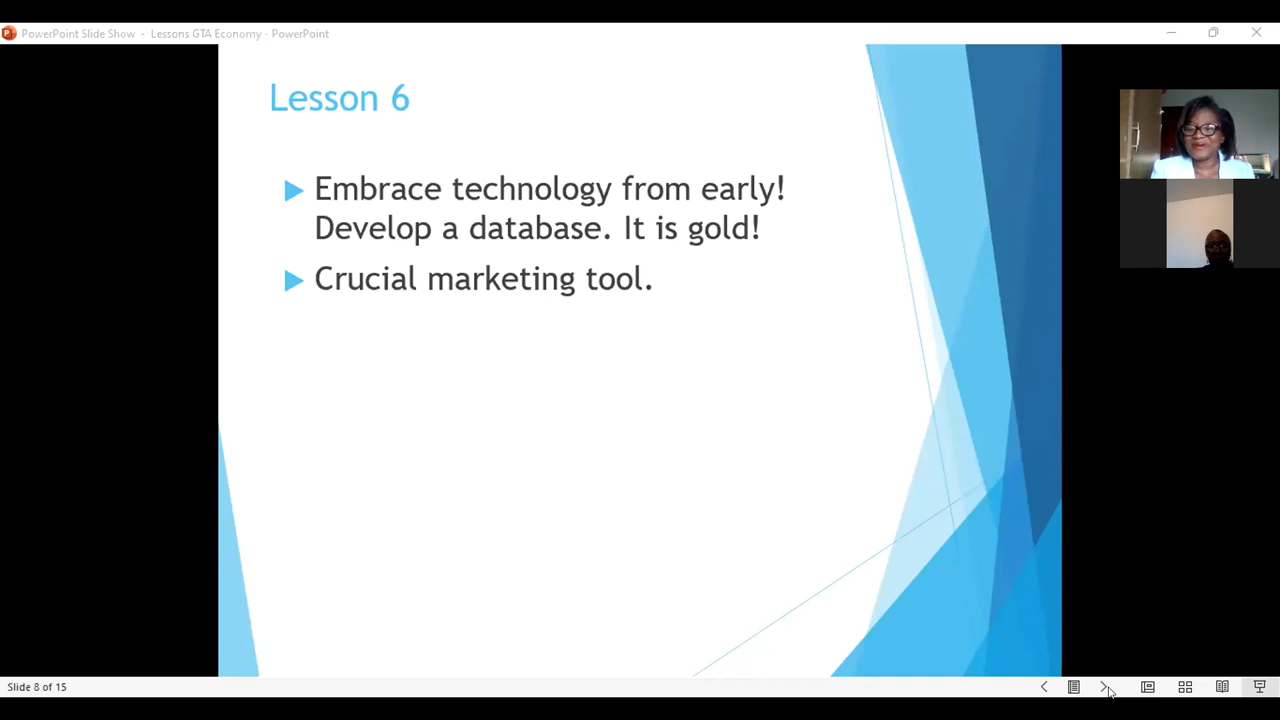 PowerPoint Slide Show - Lessons GTA Economy - PowerPoint
Lesson 6
Embrace technology from early!
Develop a database. It is gold!
Crucial marketing tool.
Slide 8 of 15